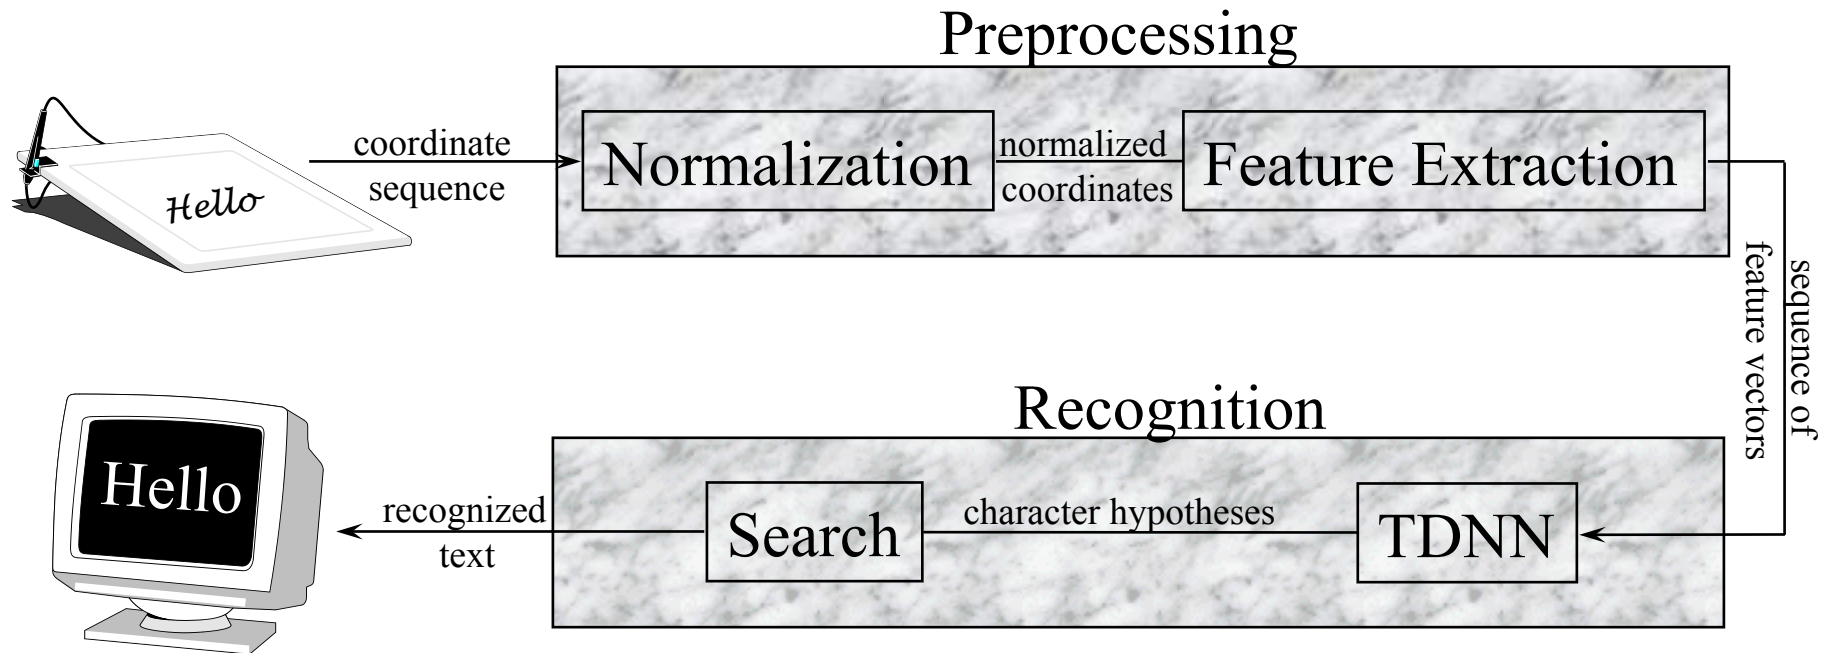 Preprocessing
Hello
coordinate
sequence
Normalization
normalized
coordinates
Feature Extraction
sequence of
feature vectors
Recognition
TDNN
character hypotheses
Search
recognized
text
Hello